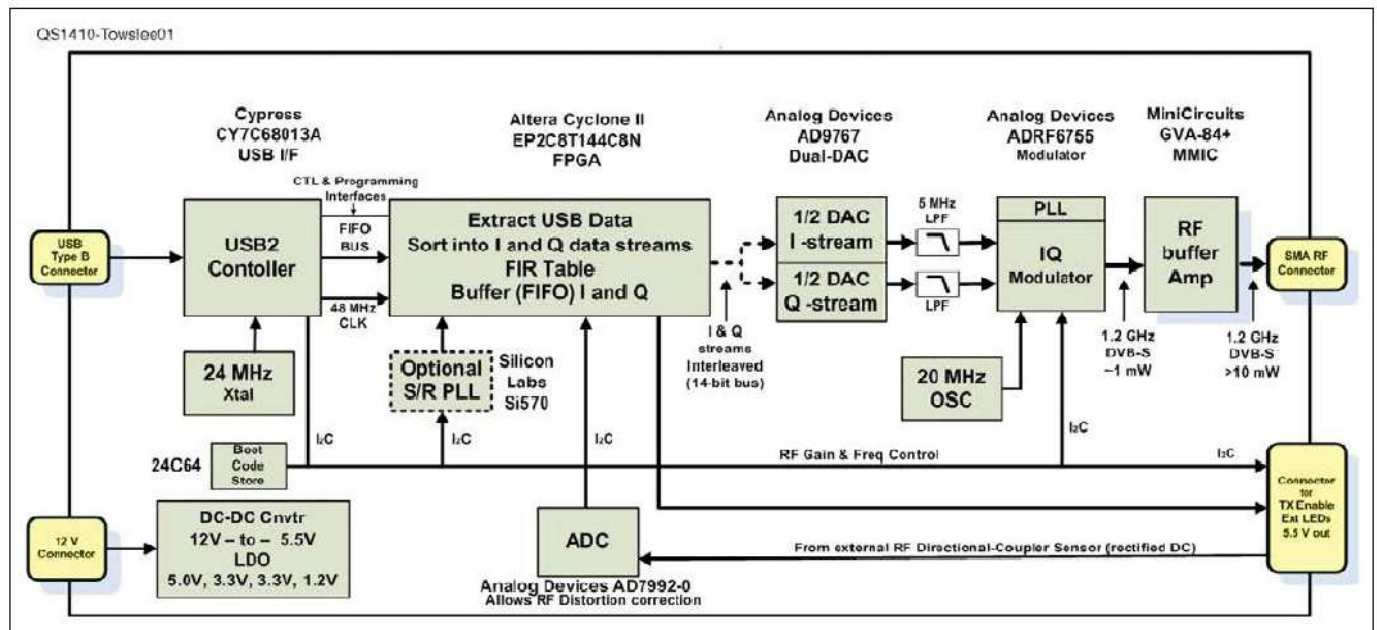 QS1410-Towslee01
Cypress
CY7C68013A
USB I/F
Altera Cyclone II
EP2C8T144C8N
FPGA
Analog Devices
AD9767
Dual-DAC
Analog Devices
ADRF6755
Modulator
MiniCircuits
GVA-84+
MMIC
CTL & Programming
Interfaces
USB
Type B
Connector
USB2
Contoller
FIFO
BUS
48 MHz
CLK
Extract USB Data
Sort into I and Q data streams
FIR Table
Buffer (FIFO) I and Q
1/2 DAC
I -stream
1/2 DAC
Q -stream
5 MHz
LPF
LPF
PLL
IQ
Modulator
RF
buffer
Amp
SMA RF
Connector
I & Q
streams
Interleaved
(14-bit bus)
1.2 GHz
DVB-S
~1 mW
1.2 GHz
DVB-S
>10 mW
24 MHz
Xtal
Optional
S/R PLL
Silicon
Labs
Si570
20 MHz
OSC
I₂C
I₂C
I₂C
I₂C
I₂C
24C64
Boot
Code
Store
RF Gain & Freq Control
Connector
for
TX Enable
Ext LEDs
5.5 V out
12 V
Connector
DC-DC Cnvtr
12V – to – 5.5V
LDO
5.0V, 3.3V, 3.3V, 1.2V
ADC
From external RF Directional-Coupler Sensor (rectified DC)
Analog Devices AD7992-0
Allows RF Distortion correction